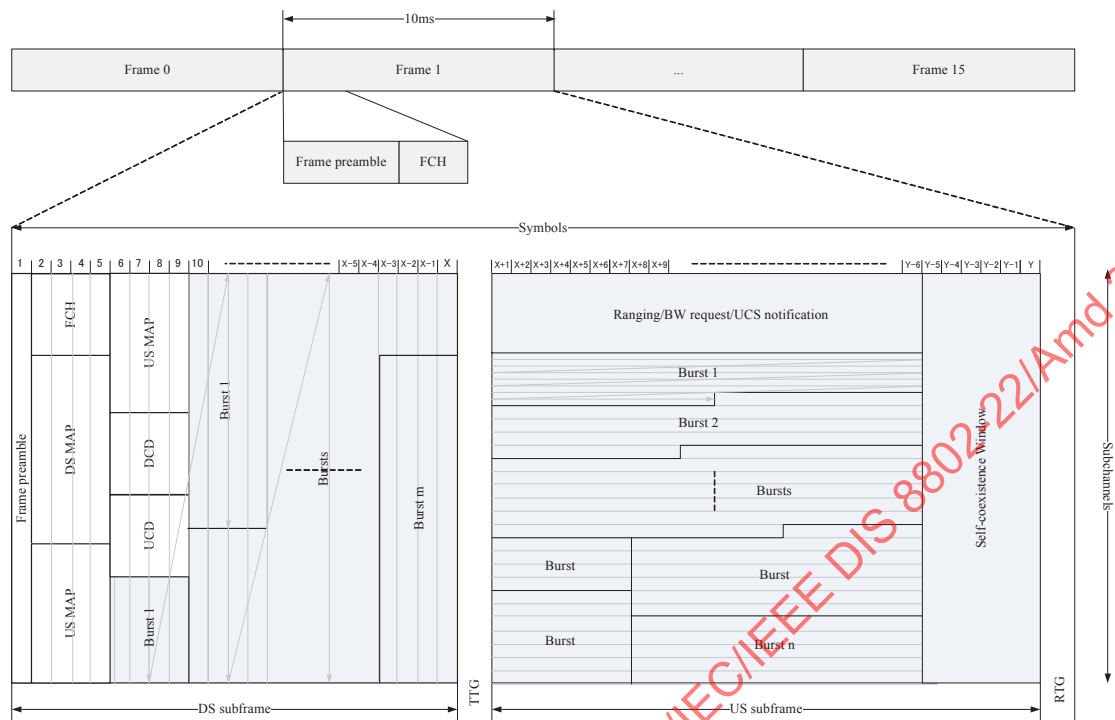 10ms
Frame 0
Frame 1
...
Frame 15
Frame preamble
FCH
Symbols
1 2 3 4 5 6 7 8 9 10
X-5 X-4 X-3 X-2 X-1 X
X+1 X+2 X+3 X+4 X+5 X+6 X+7 X+8 X+9
Y-6 Y-5 Y-4 Y-3 Y-2 Y-1 Y
Frame preamble
FCH
DS MAP
US MAP
US MAP
DCD
UCD
Burst 1
Burst 1
Bursts
Burst m
TTG
Ranging/BW request/UCS notification
Burst 1
Burst 2
Bursts
Burst
Burst
Burst
Burst n
Self-coexistence Window
Subchannels
RTG
DS subframe
US subframe
IEC/IEEE DIS 8802-22/Amd